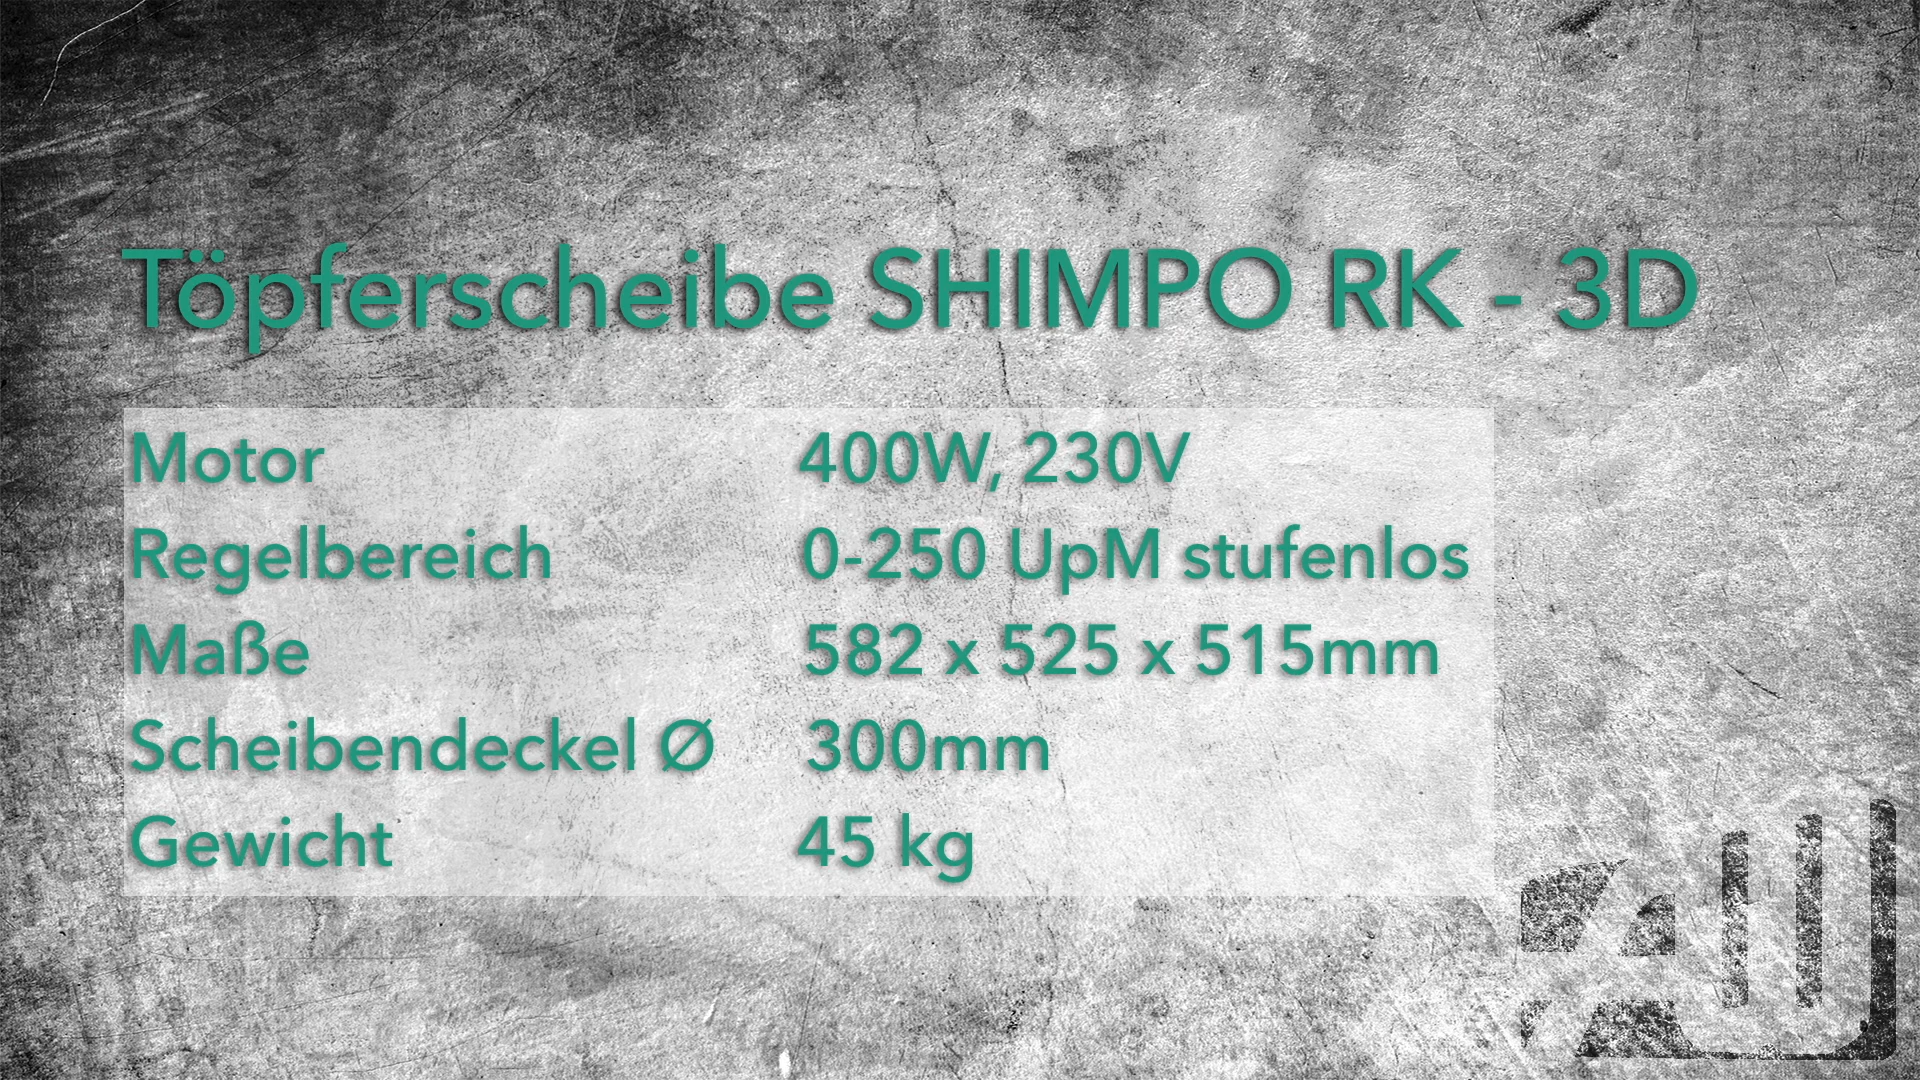 Töpferscheibe SHIMPO RK - 3D
Motor 400W, 230V
Regelbereich 0-250 UpM stufenlos
Maße 582 x 525 x 515mm
Scheibendeckel Ø 300mm
Gewicht 45 kg